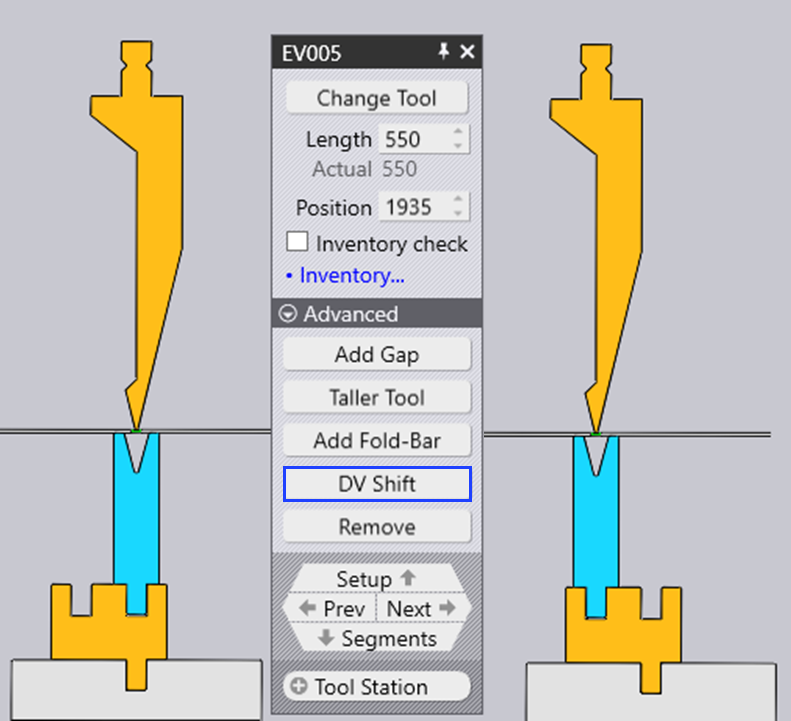 EV005
Change Tool
Length 550
Actual 550
Position 1935
Inventory check
• Inventory...
Advanced
Add Gap
Taller Tool
Add Fold-Bar
DV Shift
Remove
Setup
Prev Next
Segments
Tool Station